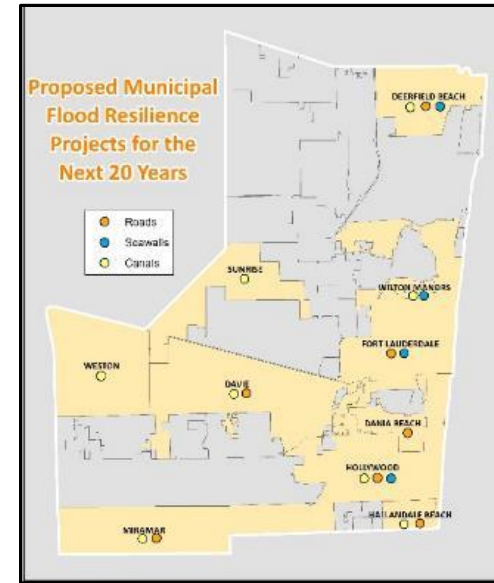 Proposed Municipal
Flood Resilience
Projects for the
Next 20 Years
Roads
Seawalls
Canals
DEERFIELD BEACH
SUNRISE
WILTON MANORS
FORT LAUDERDALE
WESTON
DAVIE
DANIA BEACH
HOLLYWOOD
HALLANDALE BEACH
MIRAMAR